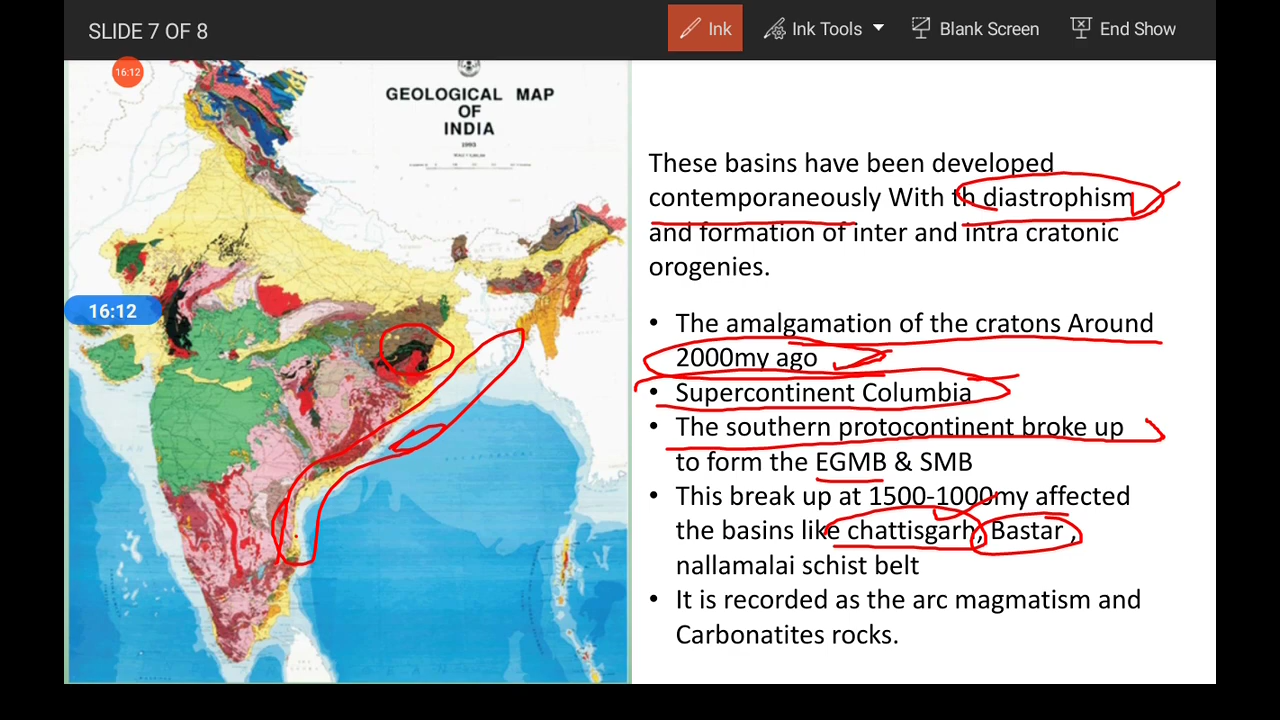 SLIDE 7 OF 8
Ink
Ink Tools
Blank Screen
End Show
16:12
GEOLOGICAL MAP
OF
INDIA
1993
16:12
These basins have been developed
contemporaneously With th diastrophism
and formation of inter and intra cratonic
orogenies.
• The amalgamation of the cratons Around
2000my ago
• Supercontinent Columbia
• The southern protocontinent broke up
to form the EGMB & SMB
• This break up at 1500-1000my affected
the basins like chattisgarh, Bastar ,
nallamalai schist belt
• It is recorded as the arc magmatism and
Carbonatites rocks.